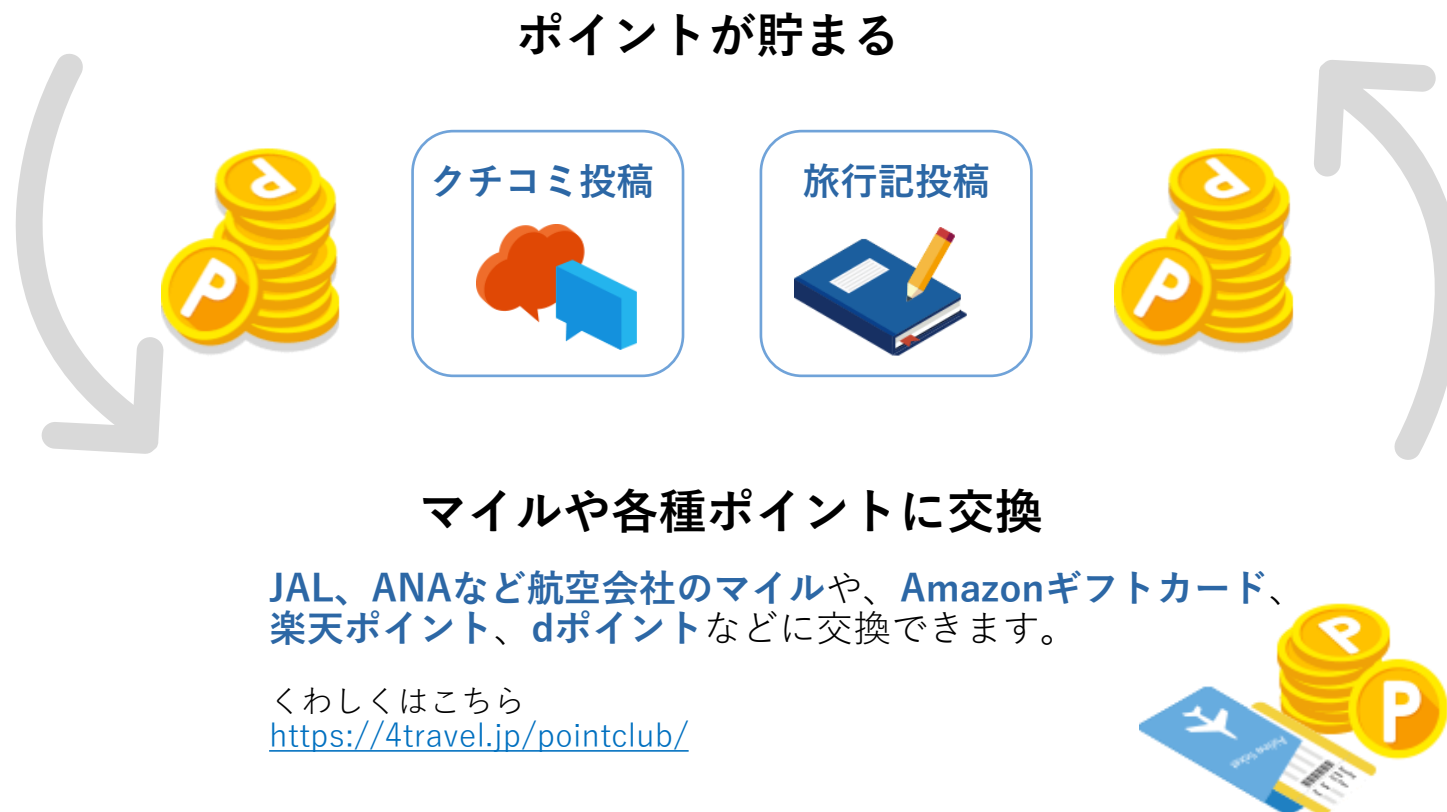 ポイントが貯まる
クチコミ投稿
旅行記投稿
P
P
マイルや各種ポイントに交換
JAL、ANAなど航空会社のマイルや、Amazonギフトカード、
楽天ポイント、dポイントなどに交換できます。
くわしくはこちら
https://4travel.jp/pointclub/
P
P
Airline Ticket